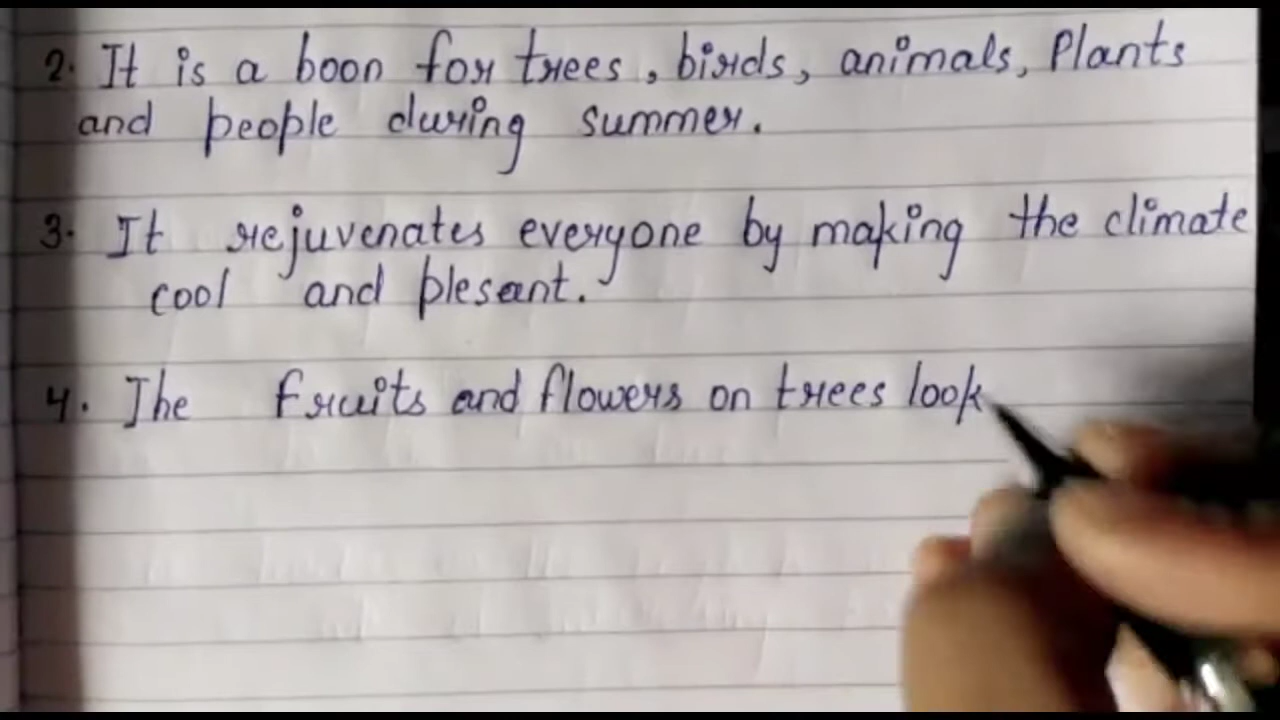 2. It is a boon for trees, birds, animals, Plants
and people during summer.
3. It rejuvenates everyone by making the climate
cool and plesant.
4. The fruits and flowers on trees look